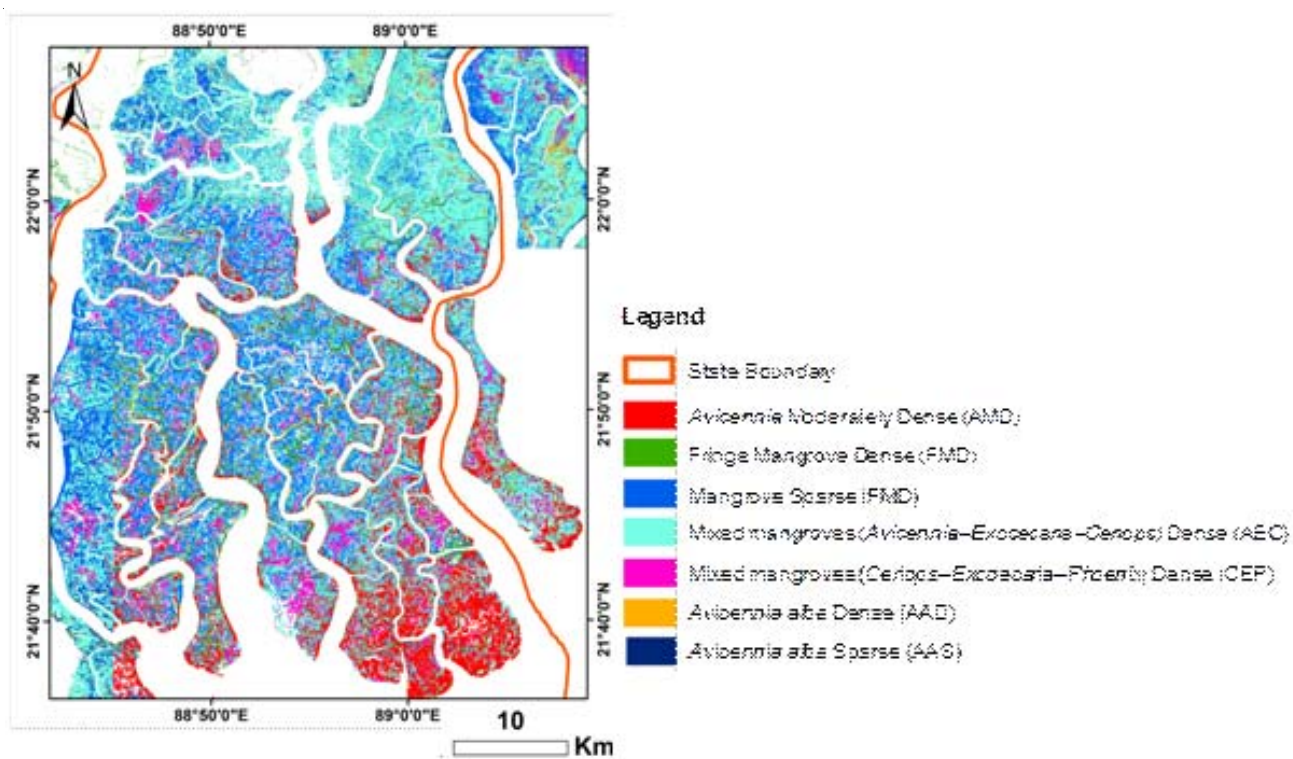 88°50'0"E 89°0'0"E
N
22°0'0"N 22°0'0"N
21°50'0"N 21°50'0"N
21°40'0"N 21°40'0"N
88°50'0"E 89°0'0"E
10
Km
Legend
State Boundary
Avicennia Moderately Dense (AMD)
Fringe Mangrove Dense (FMD)
Mangrove Sparse (FMD)
Mixed mangroves (Avicennia–Exoecaria–Ceriops) Dense (AEC)
Mixed mangroves (Ceriops–Exoecaria–Phoenix) Dense (CEP)
Avicennia alba Dense (AAD)
Avicennia alba Sparse (AAS)